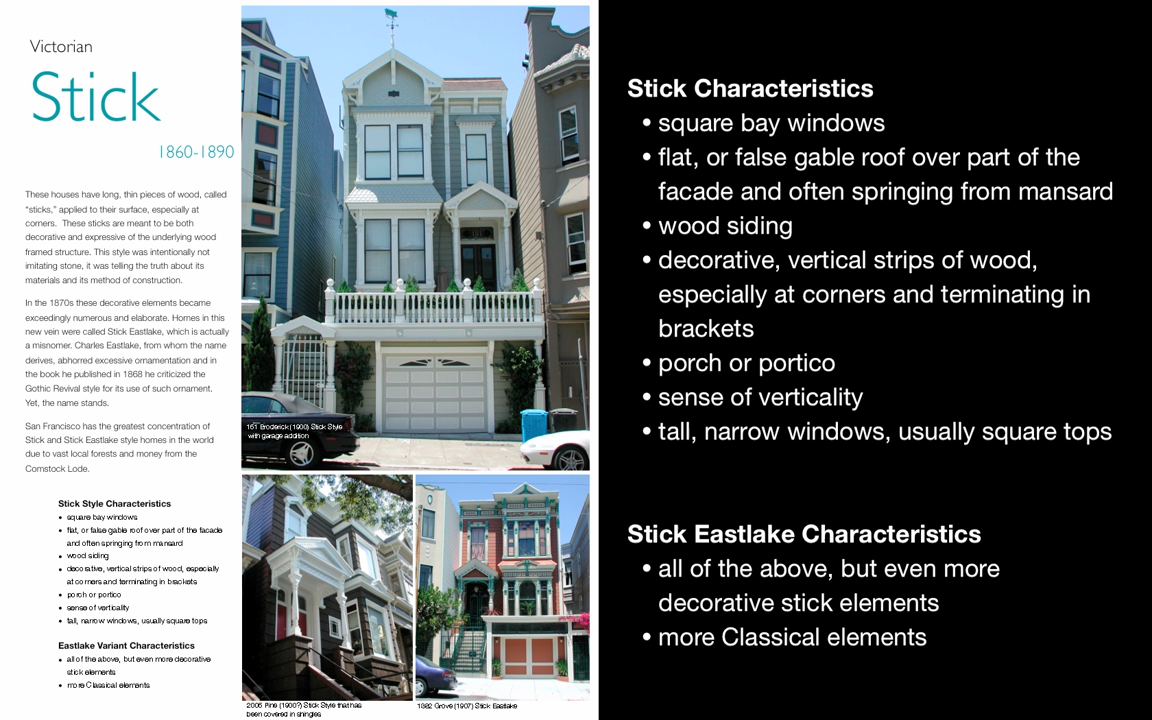 Victorian
Stick
1860-1890
These houses have long, thin pieces of wood, called
“sticks,” applied to their surface, especially at
corners. These sticks are meant to be both
decorative and expressive of the underlying wood
framed structure. This style was intentionally not
imitating stone, it was telling the truth about its
materials and its method of construction.
In the 1870s these decorative elements became
exceedingly numerous and elaborate. Homes in this
new vein were called Stick Eastlake, which is actually
a misnomer. Charles Eastlake, from whom the name
derives, abhorred excessive ornamentation and in
the book he published in 1868 he criticized the
Gothic Revival style for its use of such ornament.
Yet, the name stands.
San Francisco has the greatest concentration of
Stick and Stick Eastlake style homes in the world
due to vast local forests and money from the
Comstock Lode.
Stick Style Characteristics
• square bay windows
• flat, or false gable roof over part of the facade
and often springing from mansard
• wood siding
• decorative, vertical strips of wood, especially
at corners and terminating in brackets
• porch or portico
• sense of verticality
• tall, narrow windows, usually square tops
Eastlake Variant Characteristics
• all of the above, but even more decorative
stick elements
• more Classical elements
161 Broderick (1900) Stick Style
with garage addition
2006 Pine (1900?) Stick Style that has
been covered in shingles
1882 Grove (1907) Stick Eastlake
Stick Characteristics
• square bay windows
• flat, or false gable roof over part of the
facade and often springing from mansard
• wood siding
• decorative, vertical strips of wood,
especially at corners and terminating in
brackets
• porch or portico
• sense of verticality
• tall, narrow windows, usually square tops
Stick Eastlake Characteristics
• all of the above, but even more
decorative stick elements
• more Classical elements